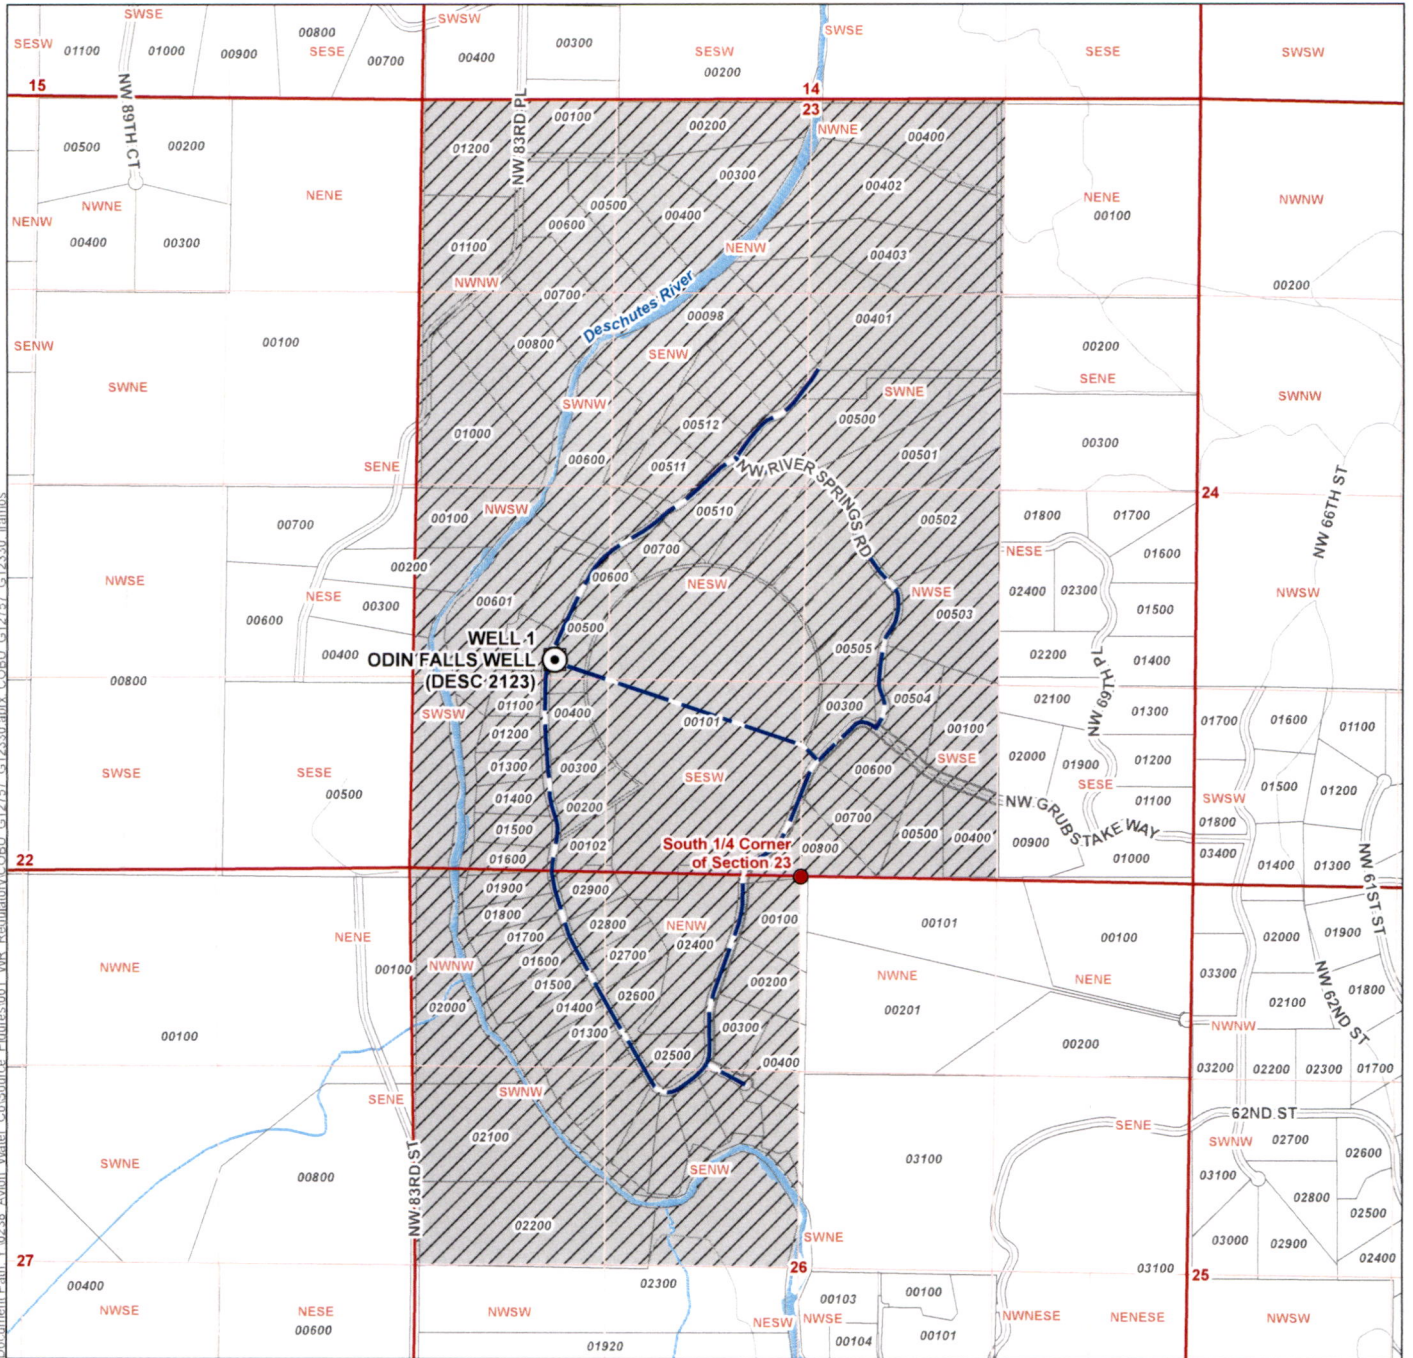 SWSE
SWSW
SWSE
SESW
01100
01000
00900
00800
SESE
00700
00400
00300
SESW
00200
SESE
SWSW
15
14
23
NW 89TH CT
NW 83RD PL
00500
00200
01200
00100
00200
NWNE
00400
NENW
NWNE
00400
00300
NENE
00300
00402
NENE
00100
NWNW
00500
00600
00400
01100
NENW
00403
NWNW
00700
Deschutes River
00098
00401
00200
SENW
00100
00800
SENW
00200
SENE
SWNE
SWNW
SWNE
SWNW
01000
00512
00500
00300
SENE
00600
00511
NW RIVER SPRINGS RD
00501
24
NW 66TH ST
00700
00100
NWSW
00510
00502
01800
01700
00200
00700
NESE
01600
NWSE
NESE
00300
00601
00600
NESW
NWSE
00503
02400
02300
01500
NWSW
00600
00500
00400
WELL 1
ODIN FALLS WELL
(DESC 2123)
00505
02200
NW 69TH PL
01400
00800
01100
00400
00101
00300
00504
02100
01300
SWSW
01200
00100
01700
01600
01100
SWSE
SESE
00500
01300
00300
SESW
00600
SWSE
02000
01900
01200
01400
00200
SESE
01100
SWSW
01500
01200
01500
00102
South 1/4 Corner
of Section 23
00700
00800
00500
00400
NW GRUBSTAKE WAY
00900
01000
01800
03400
01400
01300
NW 61ST ST
22
01600
01900
02900
01800
02800
NENW
02400
00100
00101
00100
02000
01900
NWNE
NENE
00100
NWNW
01700
01600
02700
NWNE
NENE
03300
02000
01500
01400
01300
02600
00200
00201
02100
NW 62ND ST
01800
00100
02500
00300
00400
00200
NWNW
03200
02200
02300
01700
SENE
SWNW
62ND ST
SWNE
00800
NW 83RD ST
02100
SENW
03100
SENE
SWNW
03100
02700
02600
02800
02500
02200
SWNE
03000
02900
02400
27
26
03100
25
00400
02300
NWSE
NESE
00600
NWSW
01920
NESW
NWSE
00103
00100
00104
00101
NWNESE
NENESE
NWSW